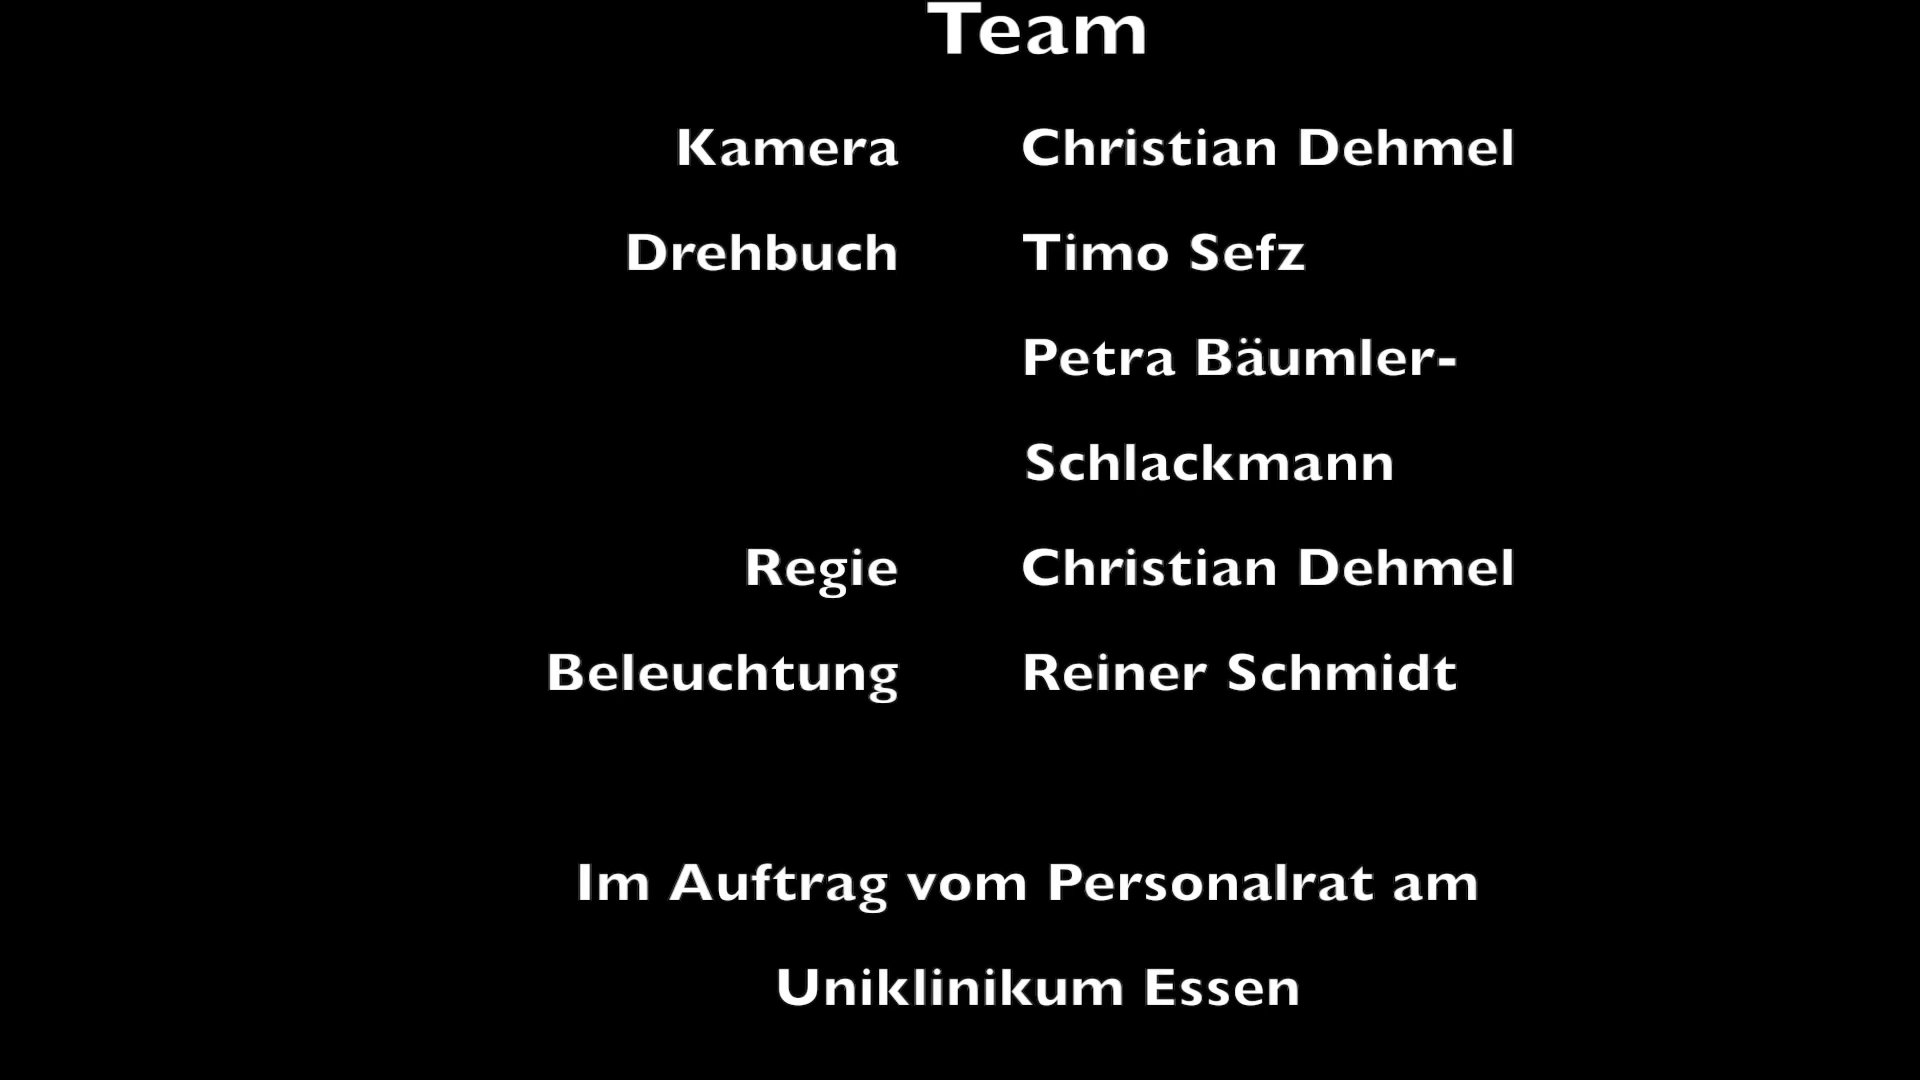 Team
Kamera Christian Dehmel
Drehbuch Timo Sefz
Petra Bäumler-
Schlackmann
Regie Christian Dehmel
Beleuchtung Reiner Schmidt
Im Auftrag vom Personalrat am
Uniklinikum Essen